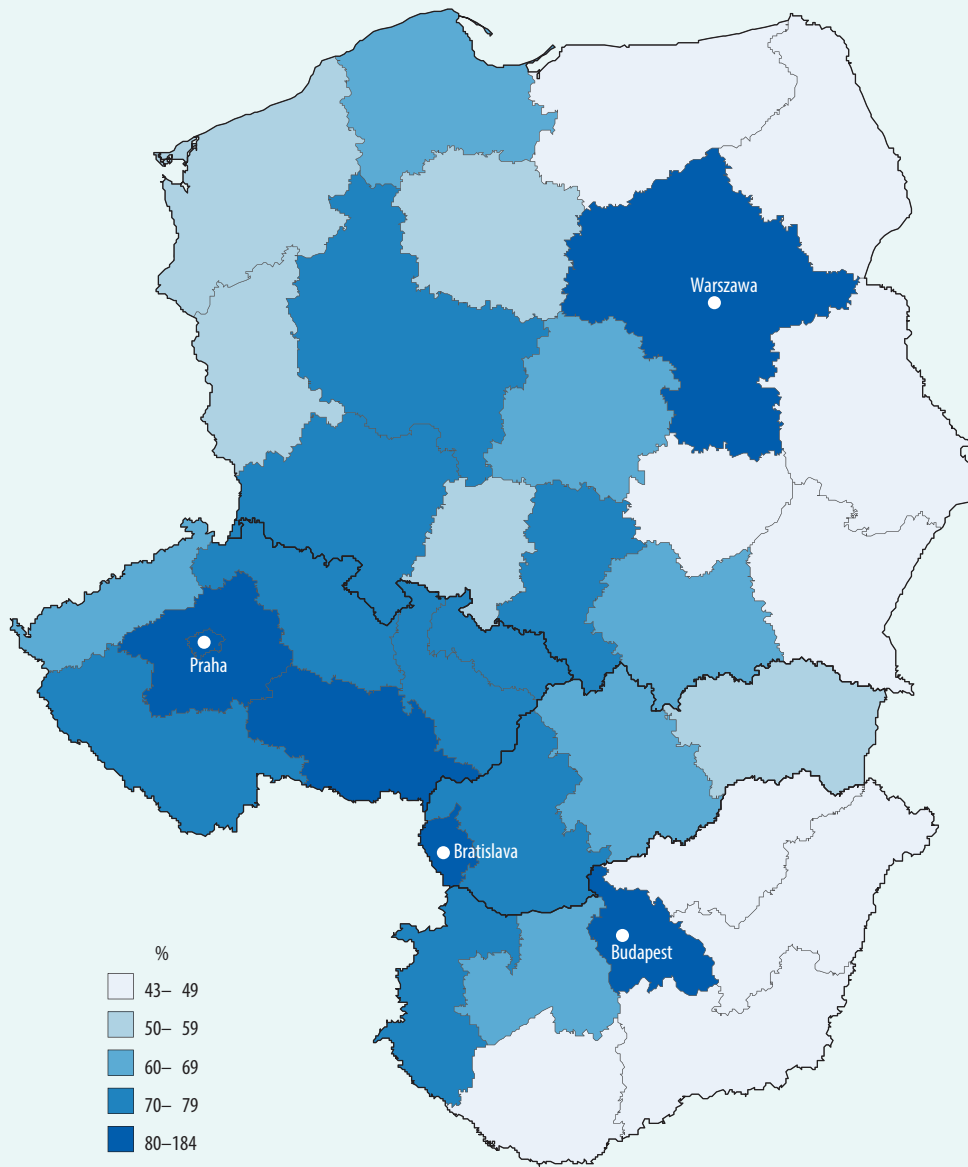 Warszawa
Praha
Bratislava
Budapest
%
43– 49
50– 59
60– 69
70– 79
80–184